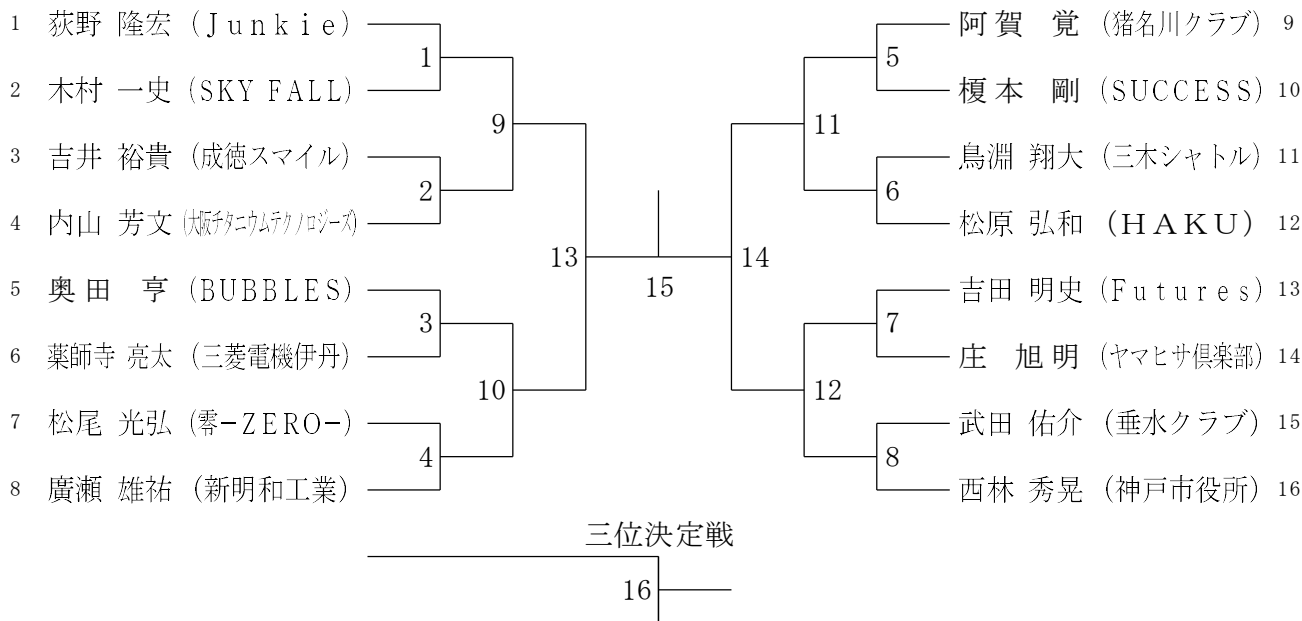 1 荻野 隆宏 (Junkie)
2 木村 一史 (SKY FALL)
3 吉井 裕貴 (成徳スマイル)
4 内山 芳文 (大阪チタニウムテクノロジーズ)
5 奥田 亨 (BUBBLES)
6 薬師寺 亮太 (三菱電機伊丹)
7 松尾 光弘 (零-ZERO-)
8 廣瀬 雄祐 (新明和工業)
1
2
3
4
9
10
13
15
14
11
12
5
6
7
8
阿賀 覚 (猪名川クラブ) 9
榎本 剛 (SUCCESS) 10
鳥淵 翔大 (三木シャトル) 11
松原 弘和 (HAKU) 12
吉田 明史 (Futures) 13
庄 旭明 (ヤマヒサ倶楽部) 14
武田 佑介 (垂水クラブ) 15
西林 秀晃 (神戸市役所) 16
三位決定戦
16